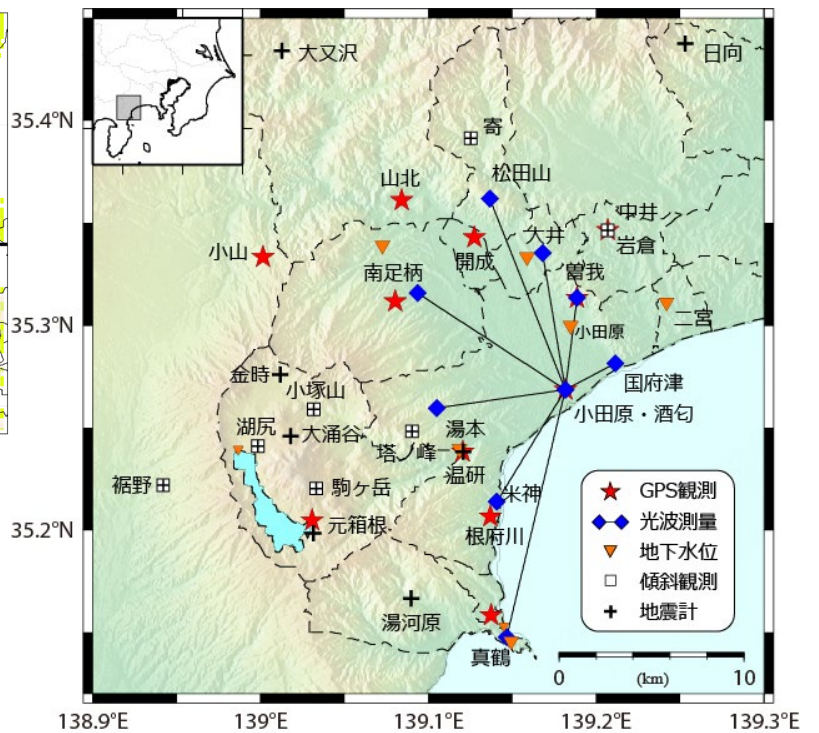 大又沢
日向
35.4°N
寄
松田山
山北
中井
大井
岩倉
小山
開成
曽我
南足柄
35.3°N
二宮
小田原
金時
国府津
小塚山
小田原・酒匂
湖尻
大涌谷
湯本
塔ノ峰
温研
裾野
駒ヶ岳
米神
GPS観測
元箱根
光波測量
35.2°N
根府川
地下水位
傾斜観測
湯河原
地震計
真鶴
0
(km)
10
138.9°E
139°E
139.1°E
139.2°E
139.3°E